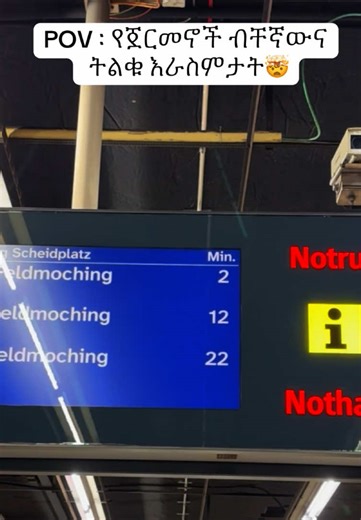 POV : የጀርመኖች ብቸኛውና
ትልቁ እራስምታት🤯
Scheidplatz Min.
eldmoching 2
eldmoching 12
eldmoching 22
Notru
i
Notha